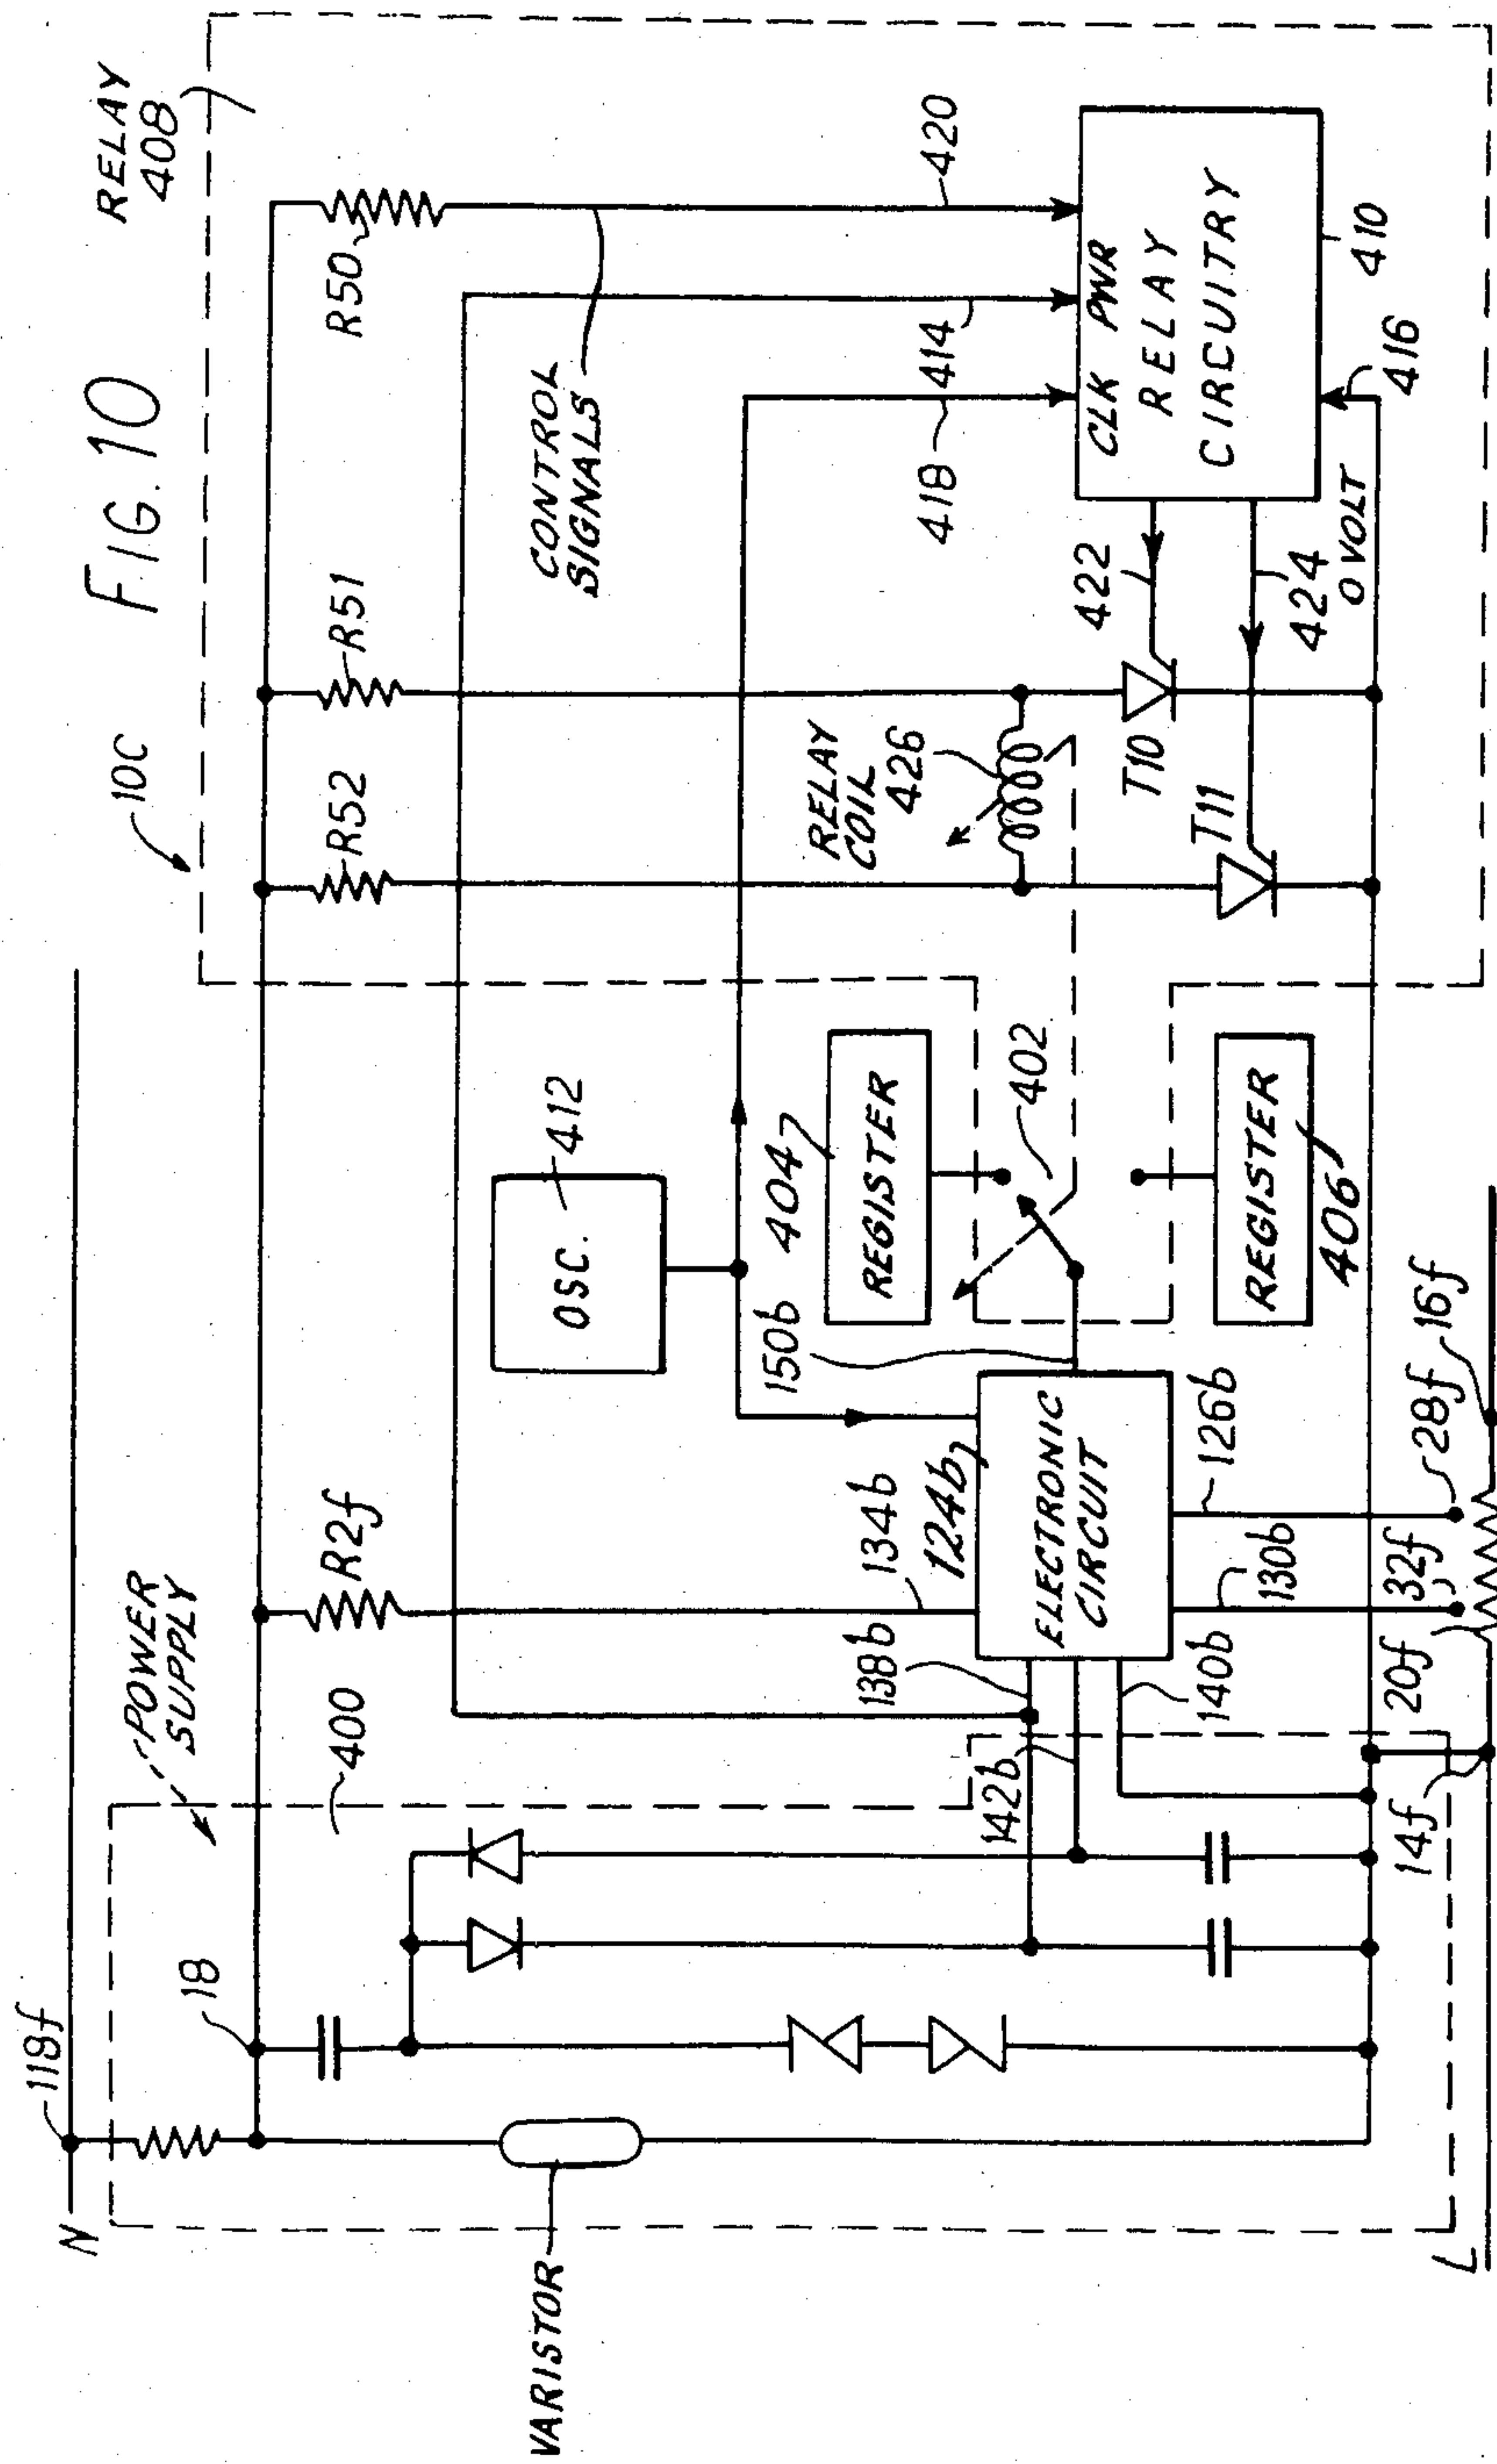 FIG. 10
RELAY
408
10C
POWER
SUPPLY
400
118f
18
N
R2f
R52
R51
R50
CONTROL
SIGNALS
OSC.
412
VARISTOR
404
REGISTER
402
150b
134b
124b
138b
142b
140b
ELECTRONIC
CIRCUIT
126b
130b
REGISTER
406
RELAY
COIL
426
T10
T11
422
424
418
414
420
CLK PWR
RELAY
CIRCUITRY
410
416
0 VOLT
14f
20f
32f
28f
16f
L